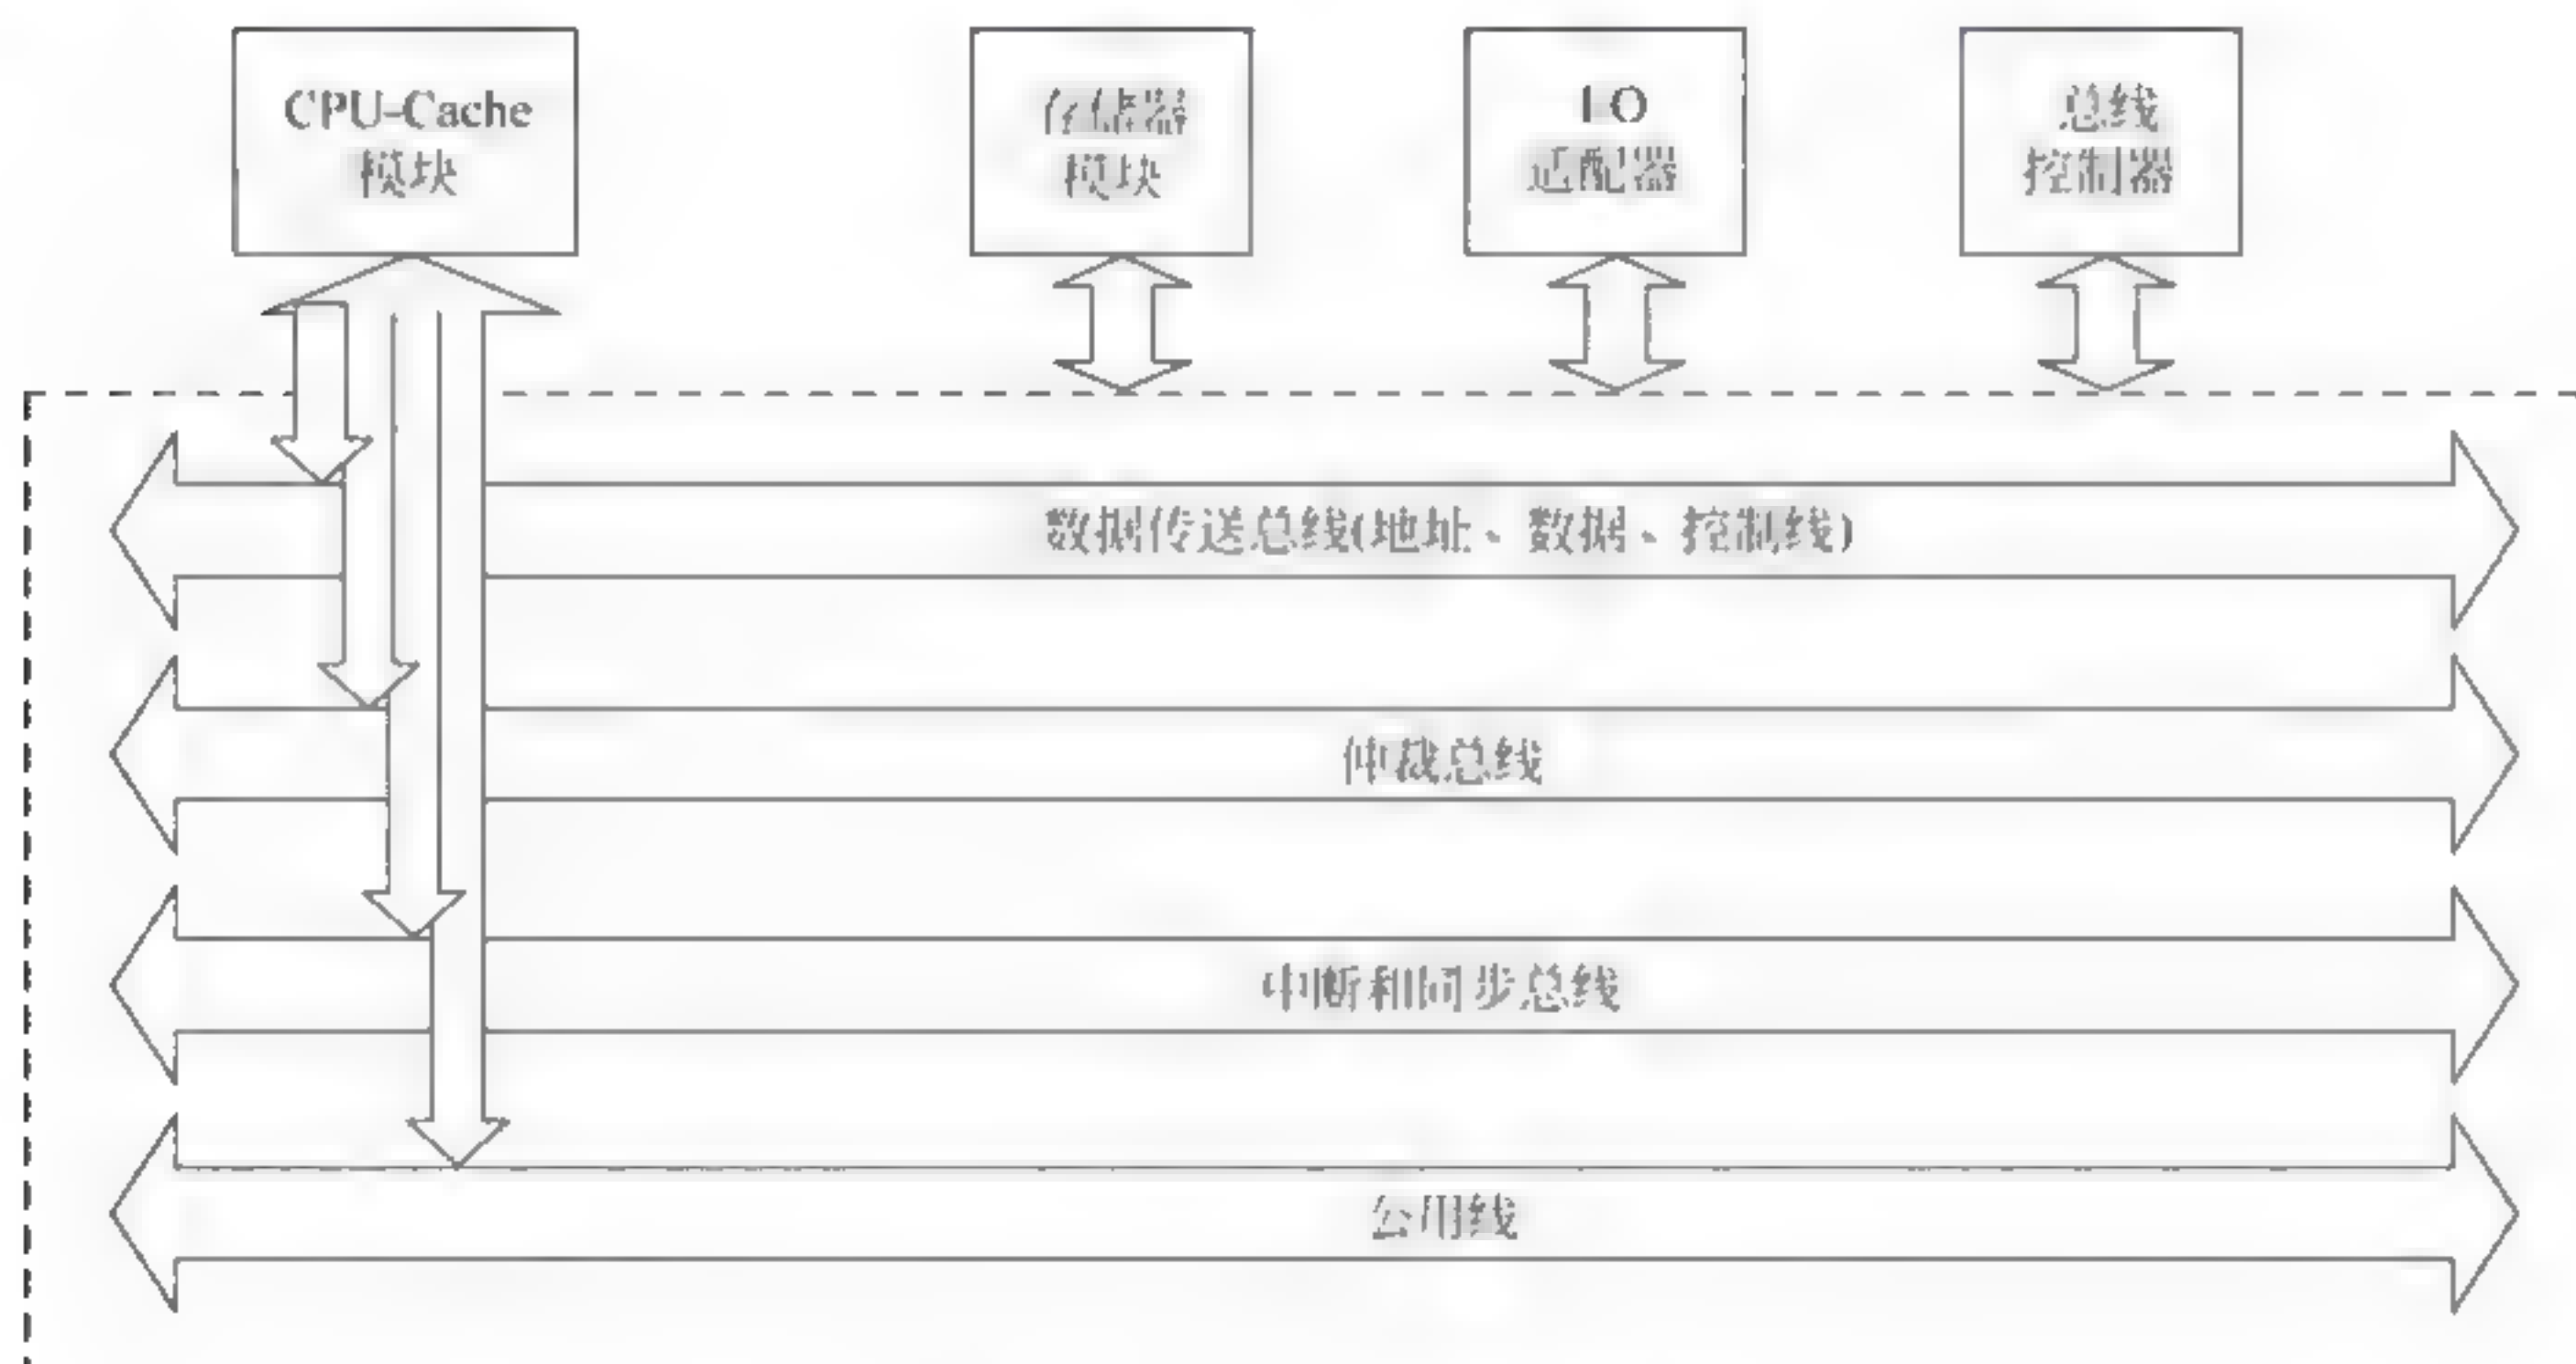 CPU-Cache
模块
存储器
模块
I/O
适配器
总线
控制器
数据传送总线(地址、数据、控制线)
仲裁总线
中断和同步总线
公用线